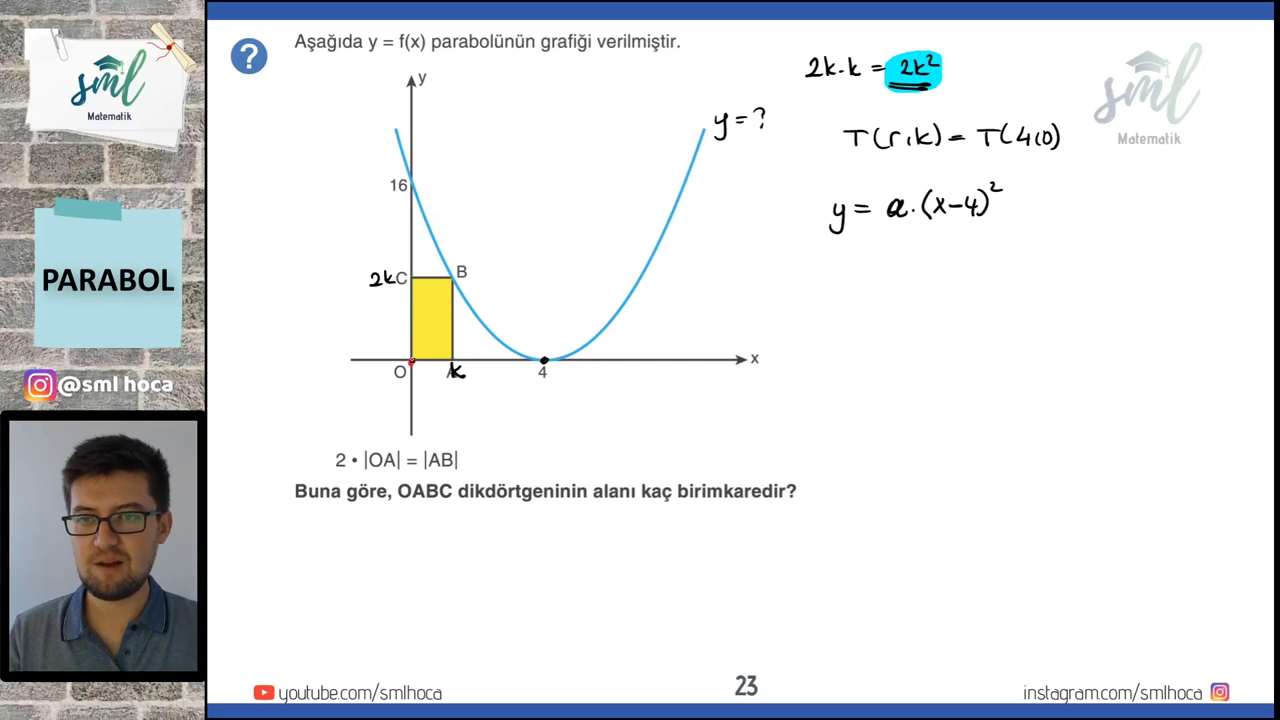 sml
Matematik
PARABOL
@sml hoca
?
Aşağıda y = f(x) parabolünün grafiği verilmiştir.
y
16
2k C
B
O
k
4
x
y = ?
2k.k = 2k²
T(r,k) = T(4,0)
y = a.(x-4)²
sml
Matematik
2 • |OA| = |AB|
Buna göre, OABC dikdörtgeninin alanı kaç birimkaredir?
youtube.com/smlhoca
23
instagram.com/smlhoca